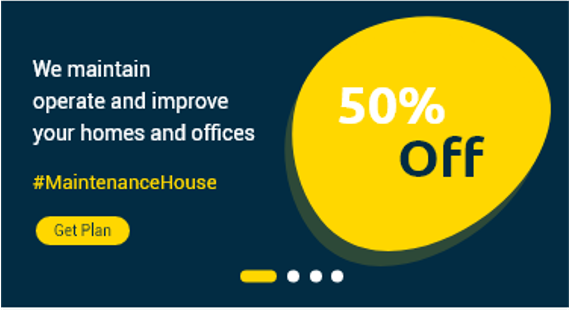 We maintain
operate and improve
your homes and offices
#MaintenanceHouse
Get Plan
50%
Off